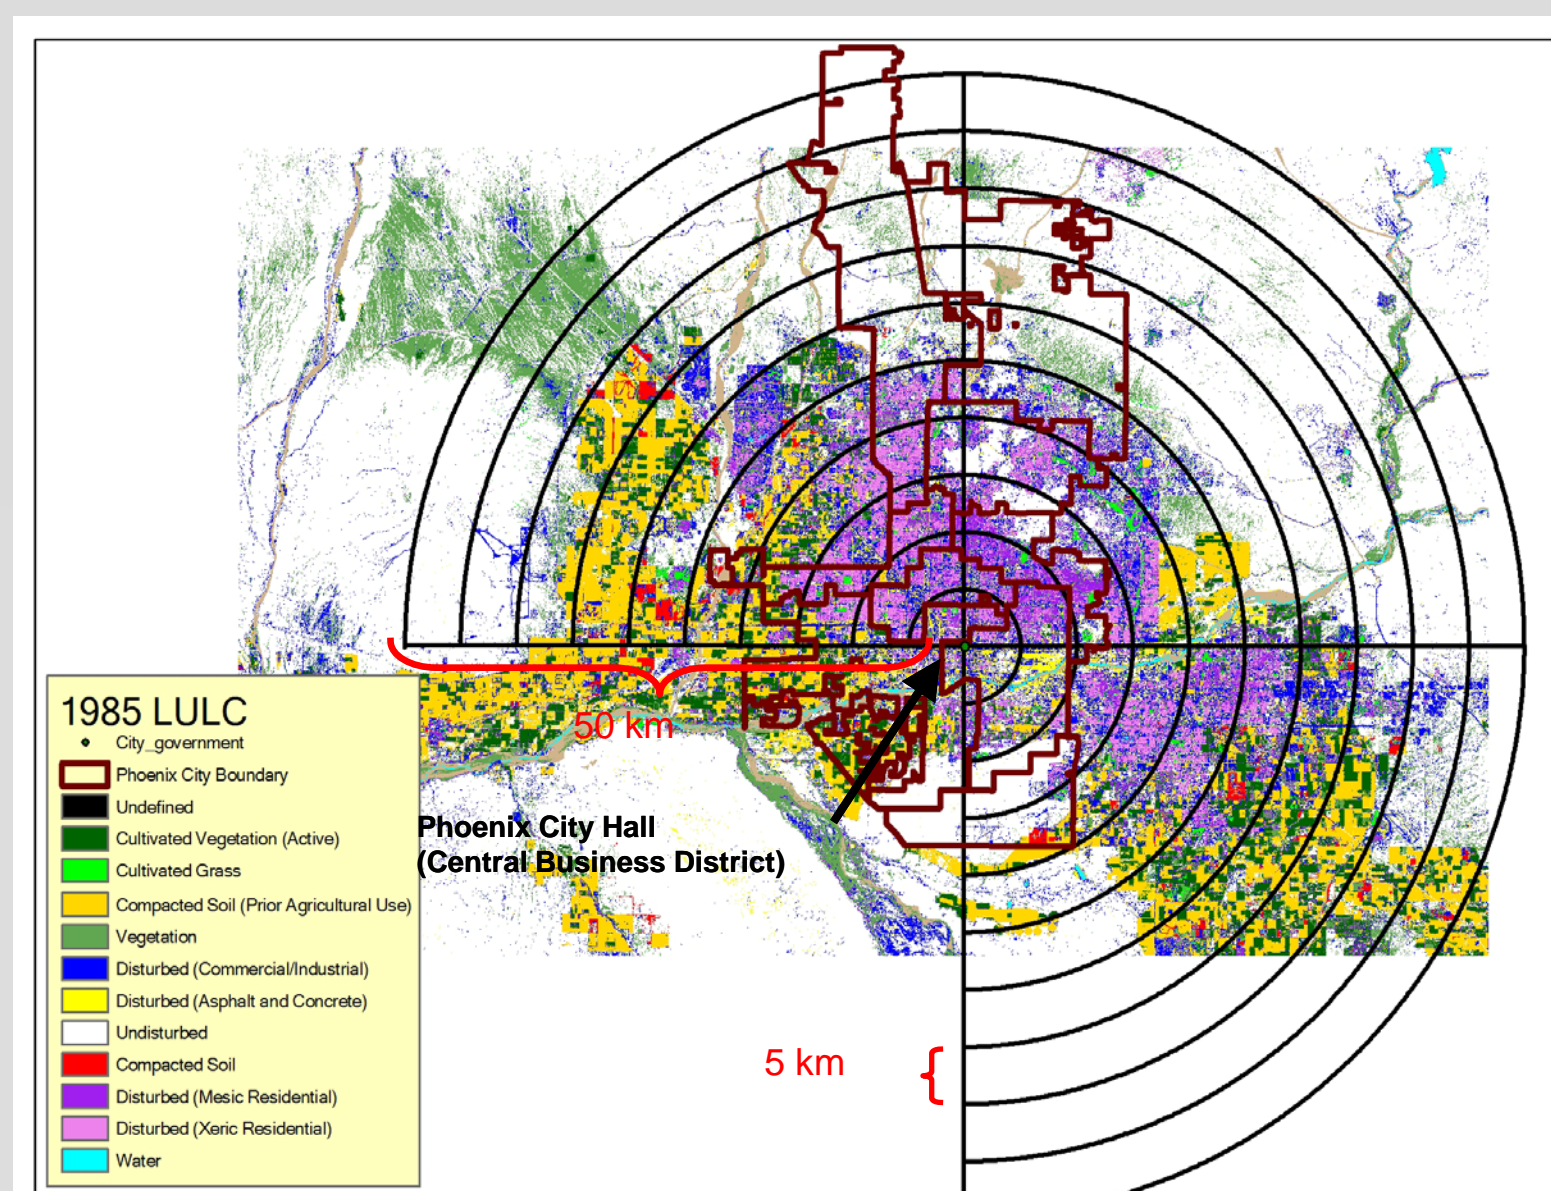 50 km
1985 LULC
City_government
Phoenix City Boundary
Undefined
Cultivated Vegetation (Active)
Cultivated Grass
Compacted Soil (Prior Agricultural Use)
Vegetation
Disturbed (Commercial/Industrial)
Disturbed (Asphalt and Concrete)
Undisturbed
Compacted Soil
Disturbed (Mesic Residential)
Disturbed (Xeric Residential)
Water
Phoenix City Hall
(Central Business District)
5 km